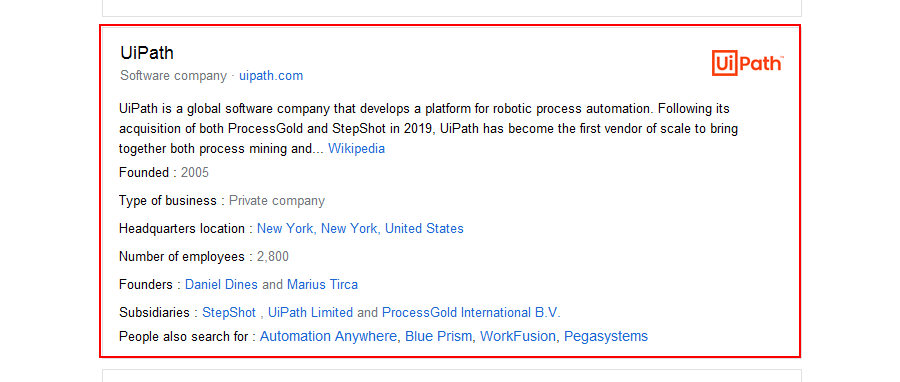 UiPath
Software company · uipath.com
UiPath™
UiPath is a global software company that develops a platform for robotic process automation. Following its
acquisition of both ProcessGold and StepShot in 2019, UiPath has become the first vendor of scale to bring
together both process mining and... Wikipedia
Founded : 2005
Type of business : Private company
Headquarters location : New York, New York, United States
Number of employees : 2,800
Founders : Daniel Dines and Marius Tirca
Subsidiaries : StepShot , UiPath Limited and ProcessGold International B.V.
People also search for : Automation Anywhere, Blue Prism, WorkFusion, Pegasystems